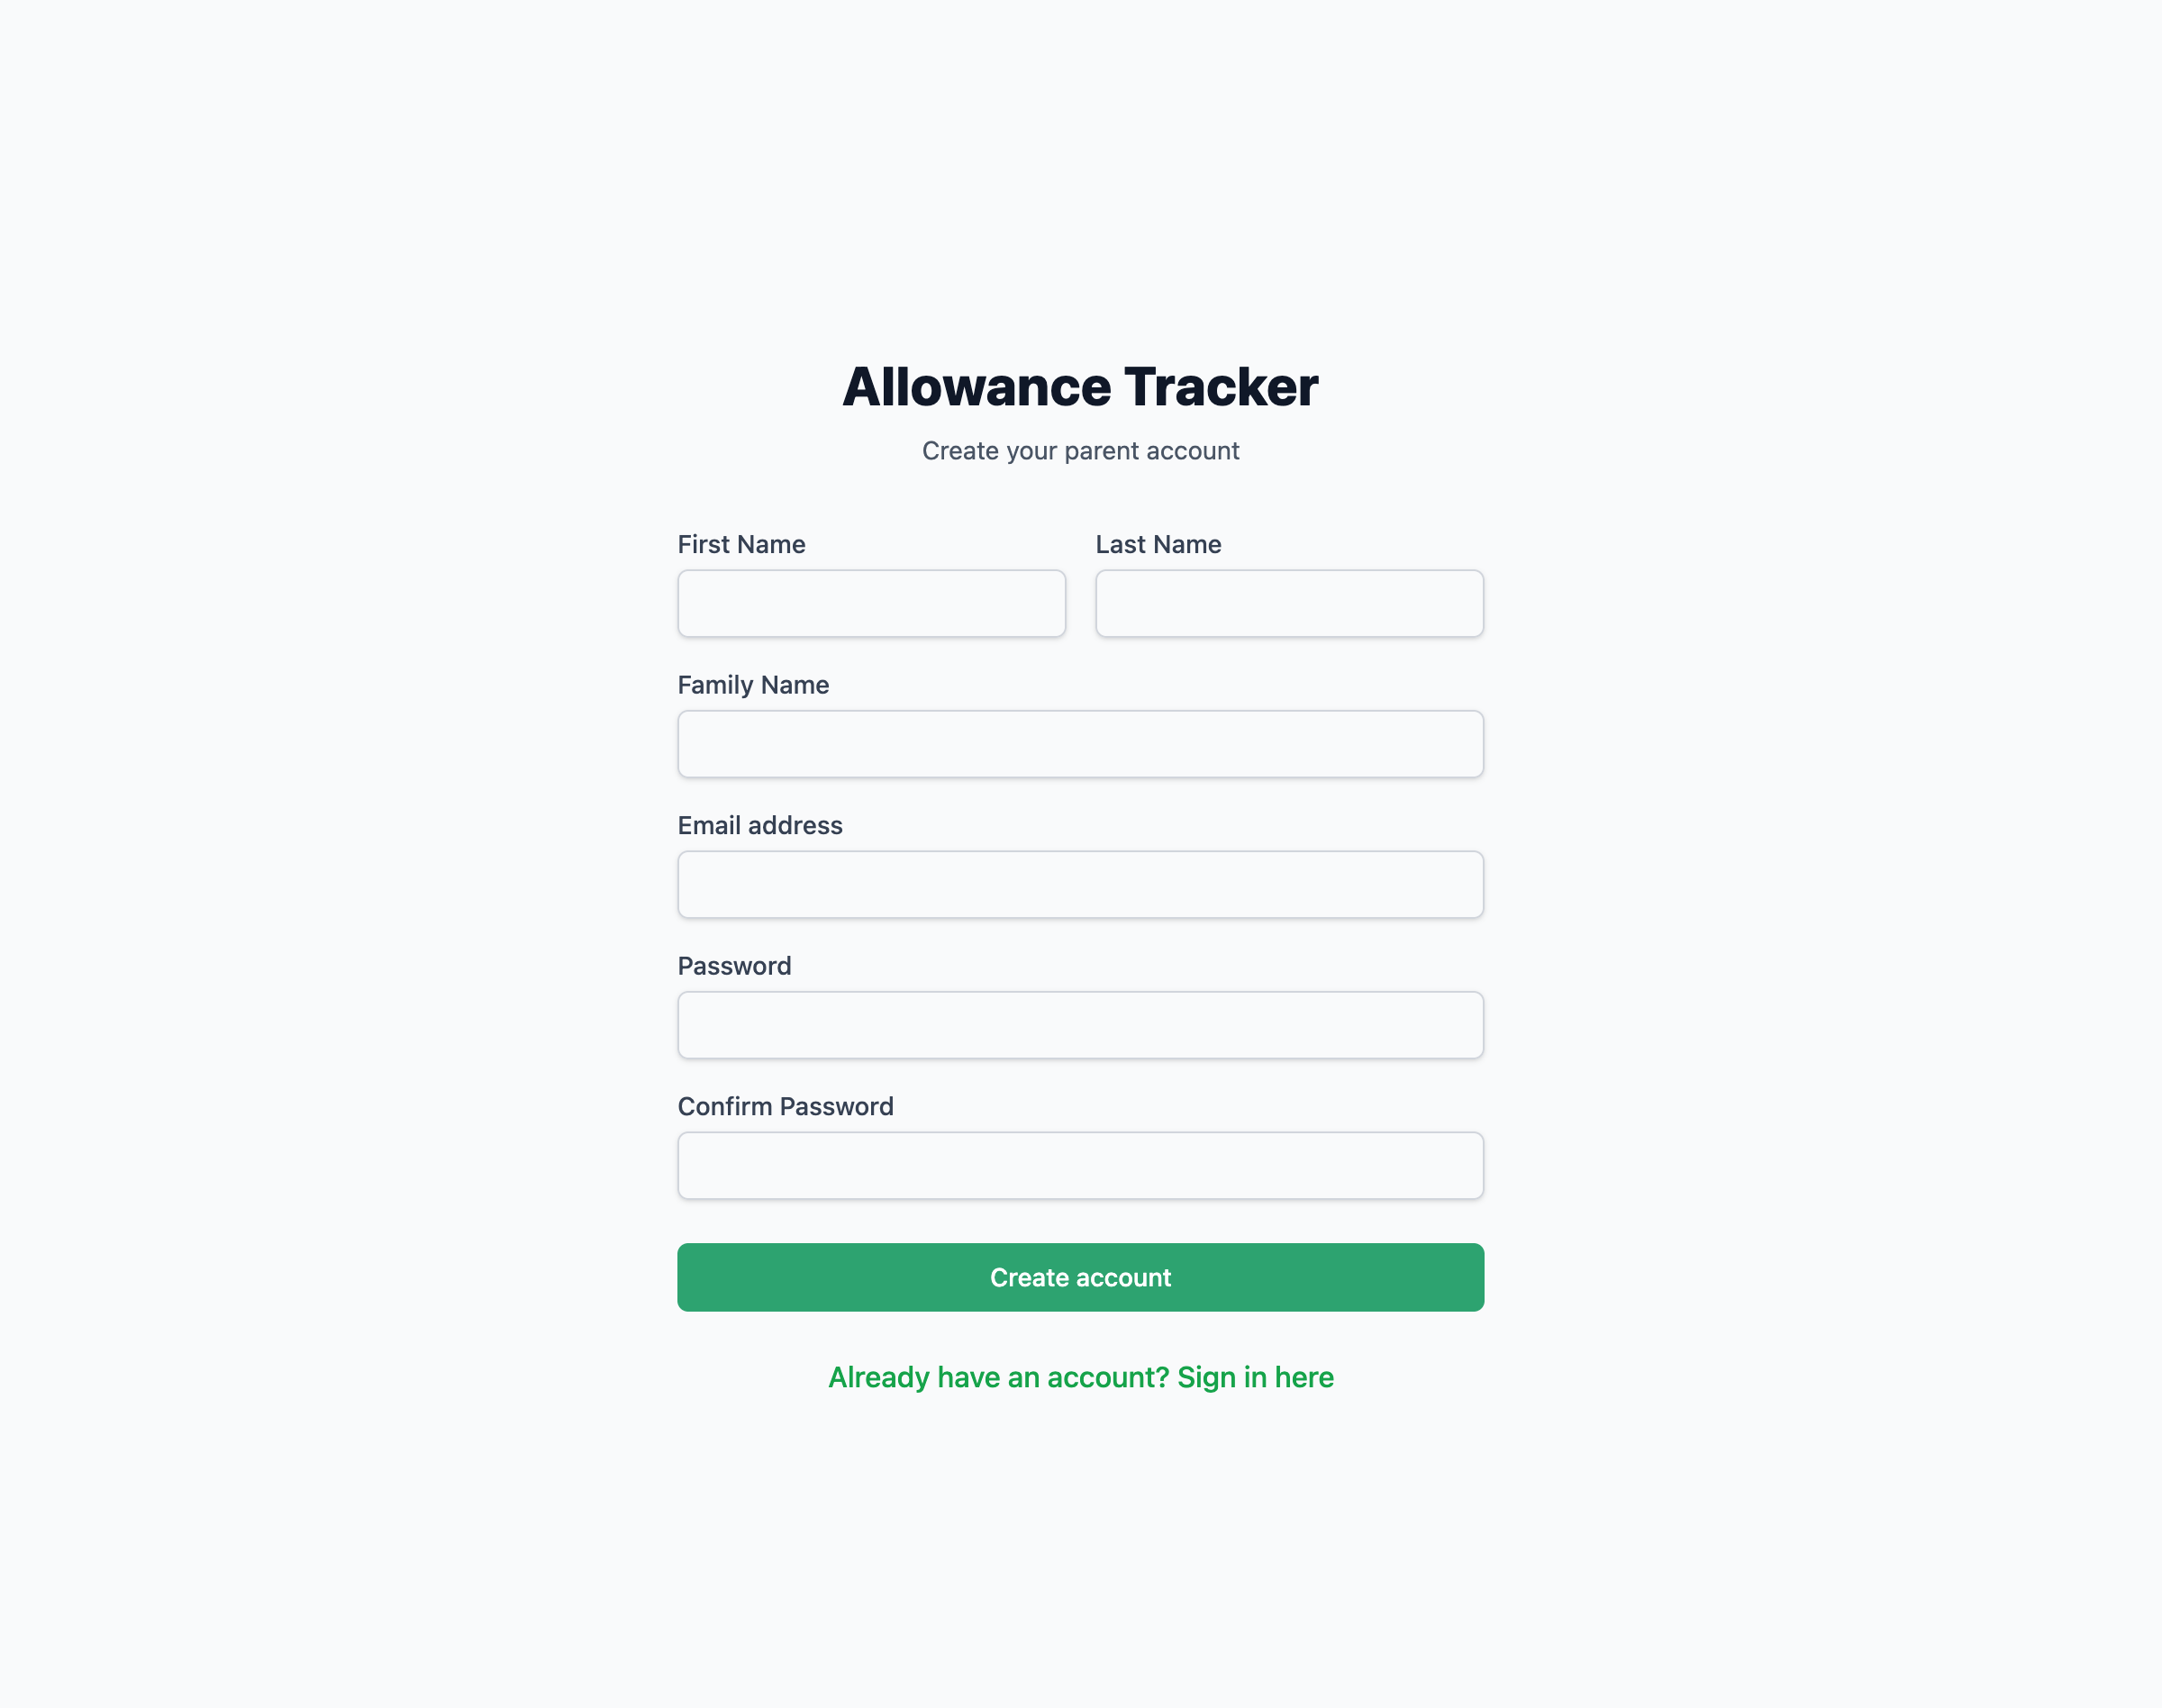 Allowance Tracker
Create your parent account
First Name
Last Name
Family Name
Email address
Password
Confirm Password
Create account
Already have an account? Sign in here